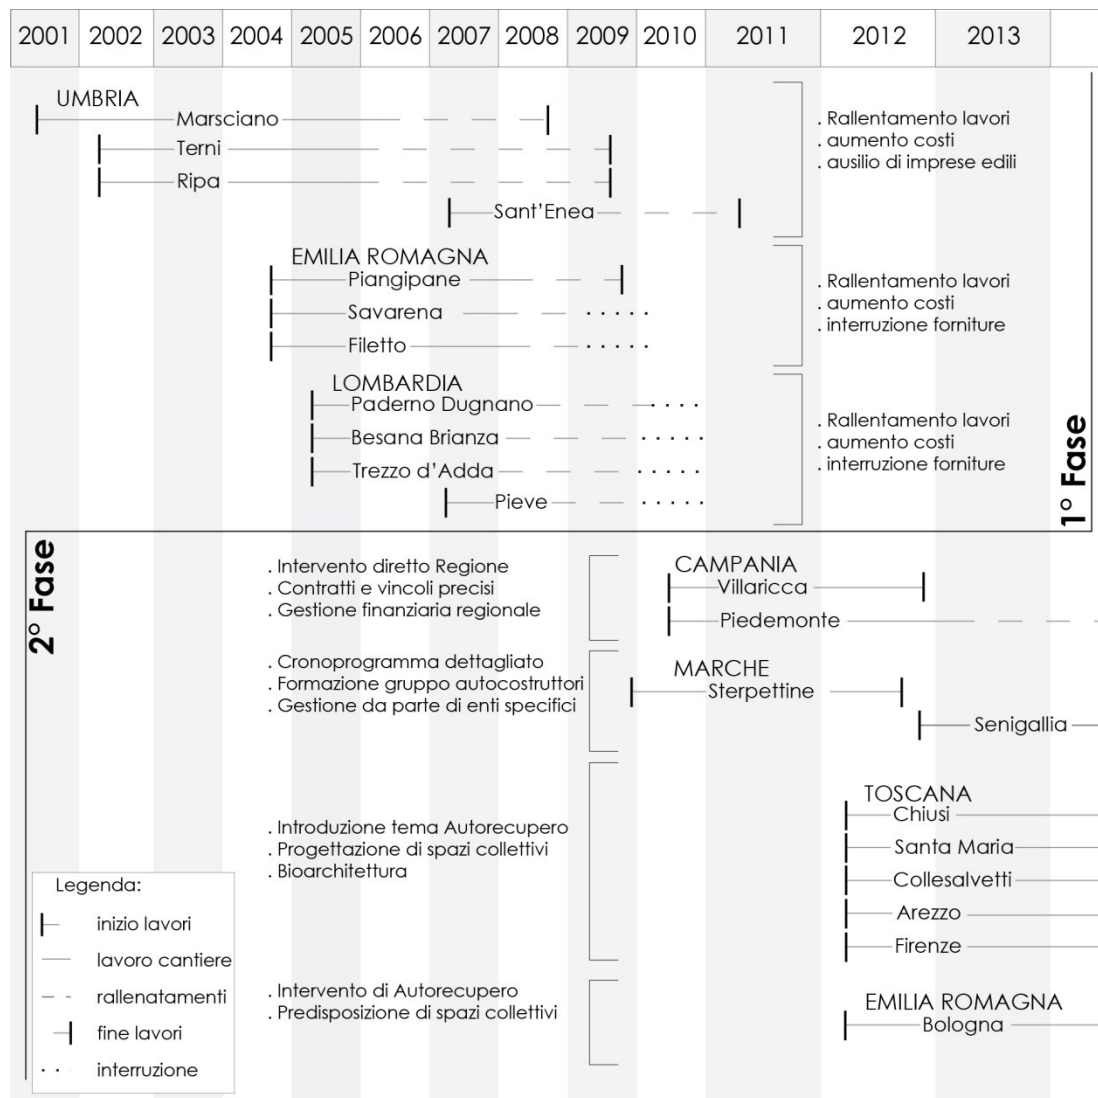 2001 2002 2003 2004 2005 2006 2007 2008 2009 2010 2011 2012 2013
UMBRIA
Marsciano
Terni
Ripa
Sant'Enea
. Rallentamento lavori
. aumento costi
. ausilio di imprese edili
EMILIA ROMAGNA
Piangipane
Savarena
Filetto
. Rallentamento lavori
. aumento costi
. interruzione forniture
LOMBARDIA
Paderno Dugnano
Besana Brianza
Trezzo d'Adda
Pieve
. Rallentamento lavori
. aumento costi
. interruzione forniture
1° Fase
2° Fase
. Intervento diretto Regione
. Contratti e vincoli precisi
. Gestione finanziaria regionale
CAMPANIA
Villaricca
Piedemonte
. Cronoprogramma dettagliato
. Formazione gruppo autocostruttori
. Gestione da parte di enti specifici
MARCHE
Sterpettine
Senigallia
. Introduzione tema Autorecupero
. Progettazione di spazi collettivi
. Bioarchitettura
TOSCANA
Chiusi
Santa Maria
Collesalvetti
Arezzo
Firenze
. Intervento di Autorecupero
. Predisposizione di spazi collettivi
EMILIA ROMAGNA
Bologna
Legenda:
inizio lavori
lavoro cantiere
rallenatamenti
fine lavori
interruzione